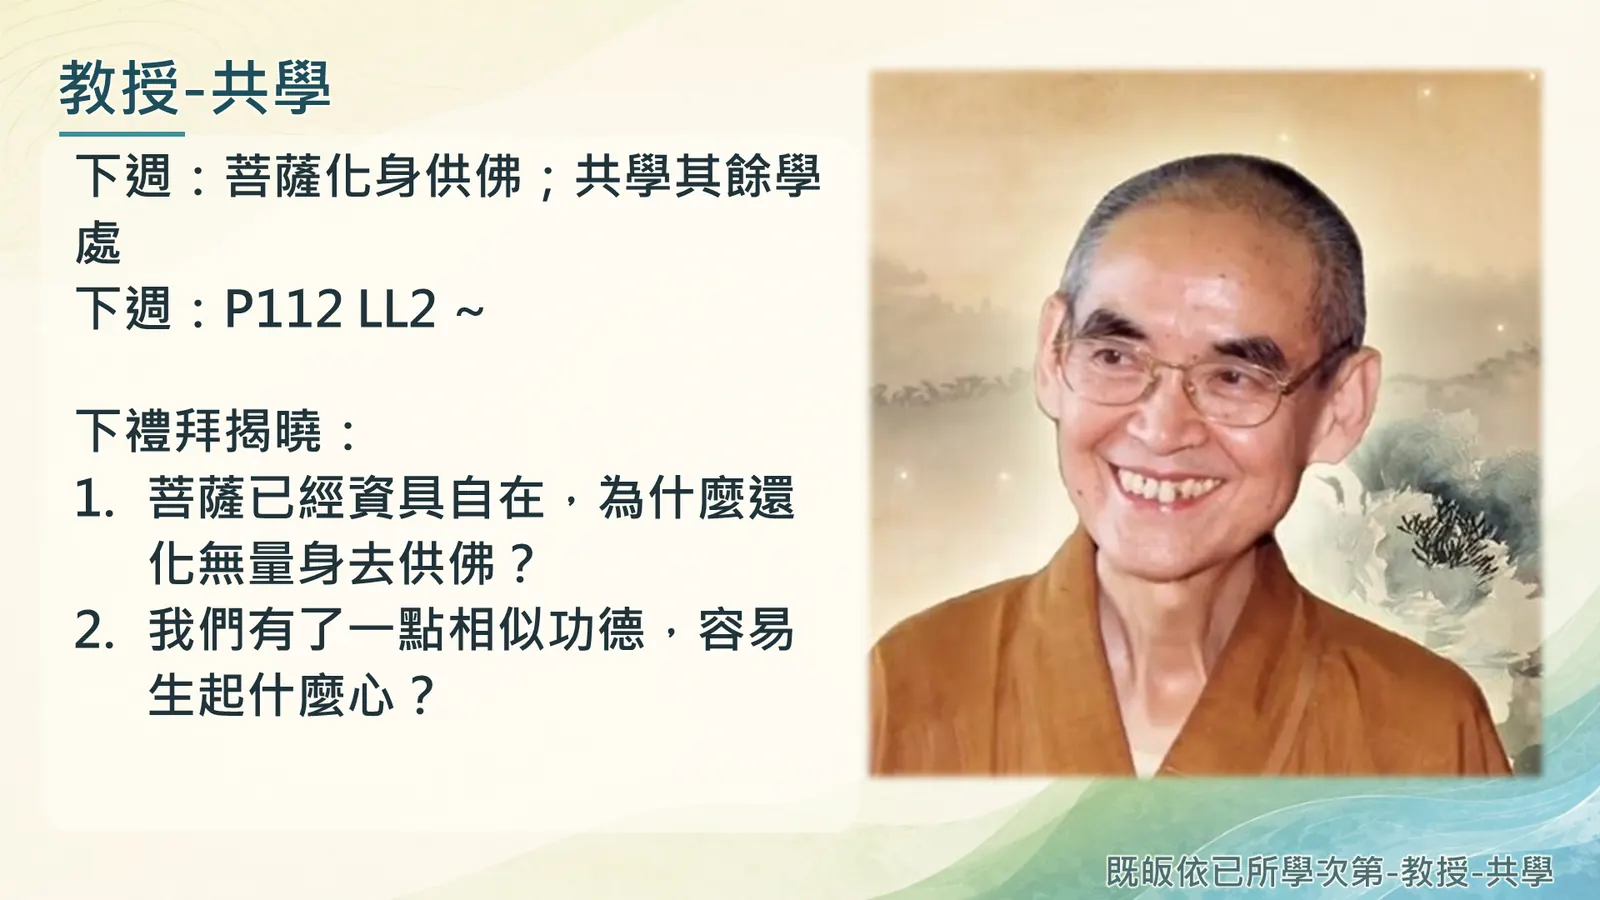 教授-共學
下週：菩薩化身供佛；共學其餘學
處
下週：P112 LL2 ~
下禮拜揭曉：
1. 菩薩已經資具自在，為什麼還
化無量身去供佛？
2. 我們有了一點相似功德，容易
生起什麼心？
既皈依已所學次第-教授-共學